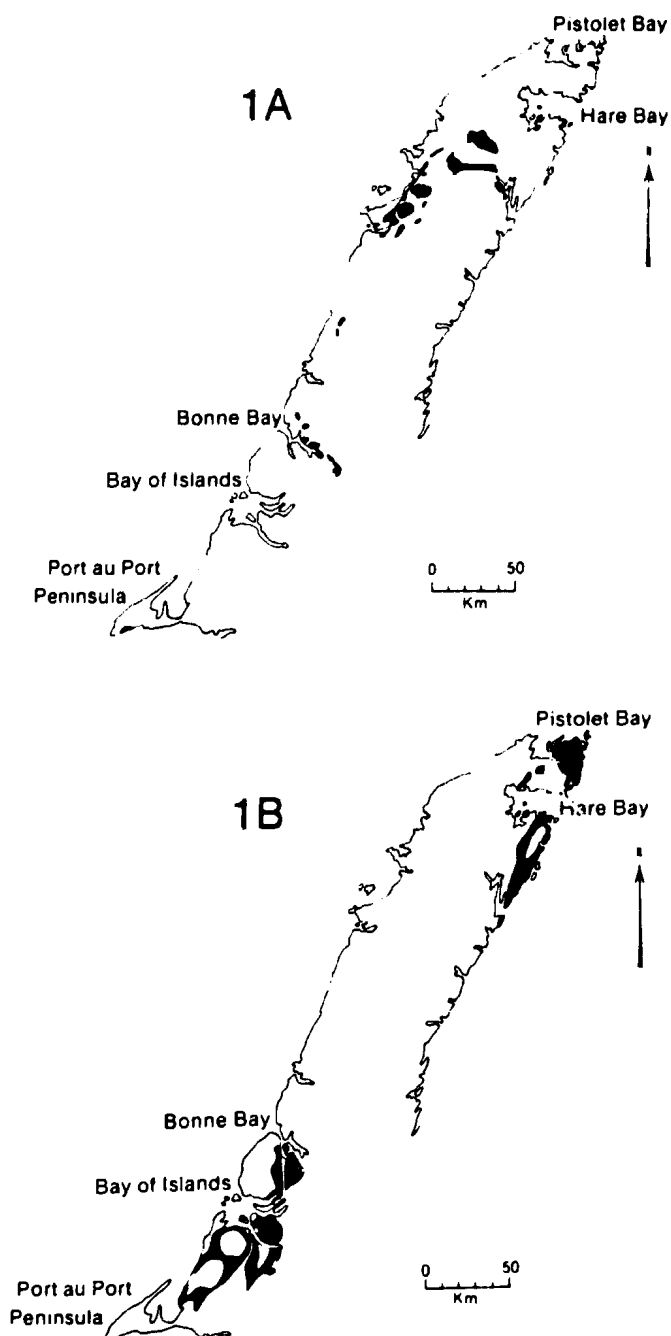 Pistolet Bay
1A
Hare Bay
Bonne Bay
Bay of Islands
Port au Port
Peninsula
0 50
Km
Pistolet Bay
1B
Hare Bay
Bonne Bay
Bay of Islands
Port au Port
Peninsula
0 50
Km